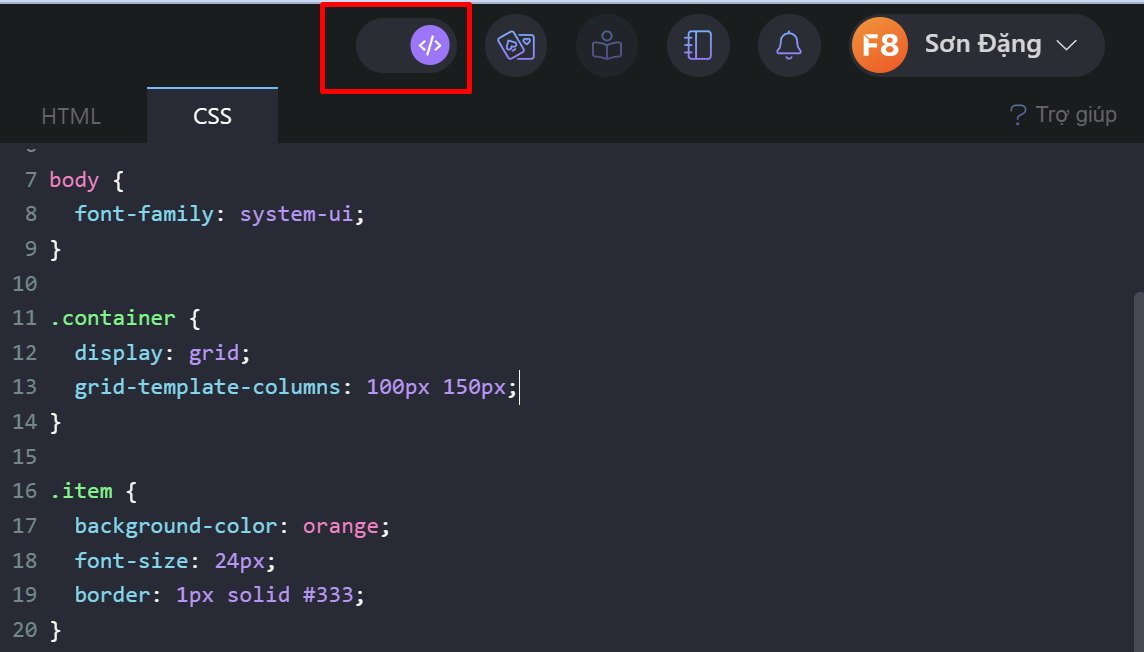 </>
F8 Sơn Đặng
HTML CSS ? Trợ giúp
7 body {
8 font-family: system-ui;
9 }
10
11 .container {
12 display: grid;
13 grid-template-columns: 100px 150px;
14 }
15
16 .item {
17 background-color: orange;
18 font-size: 24px;
19 border: 1px solid #333;
20 }